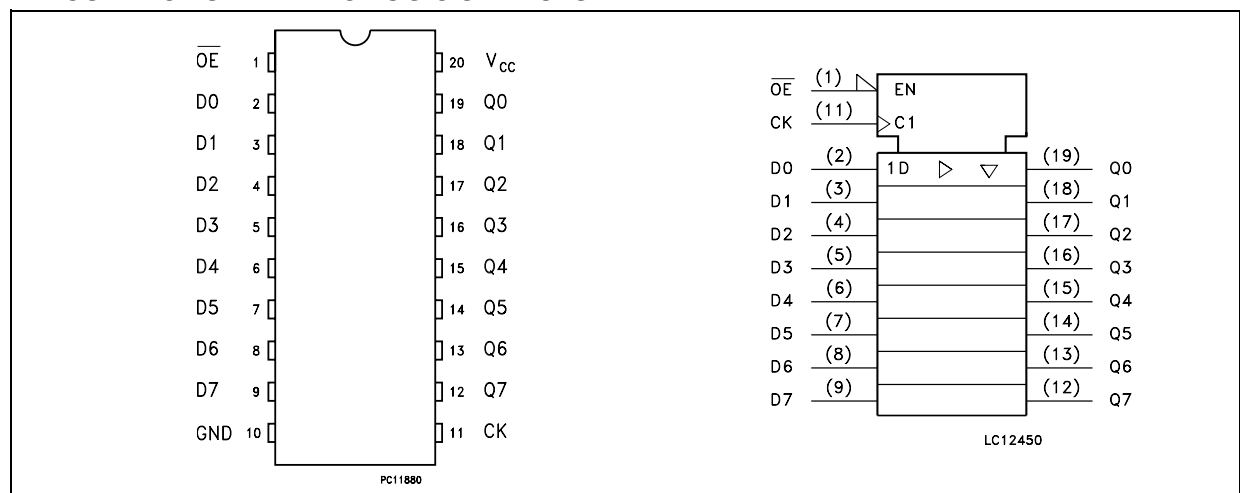 OE 1 20 VCC
D0 2 19 Q0
D1 3 18 Q1
D2 4 17 Q2
D3 5 16 Q3
D4 6 15 Q4
D5 7 14 Q5
D6 8 13 Q6
D7 9 12 Q7
GND 10 11 CK
PC11880
OE (1) EN
CK (11) C1
D0 (2) 1D (19) Q0
D1 (3) (18) Q1
D2 (4) (17) Q2
D3 (5) (16) Q3
D4 (6) (15) Q4
D5 (7) (14) Q5
D6 (8) (13) Q6
D7 (9) (12) Q7
LC12450